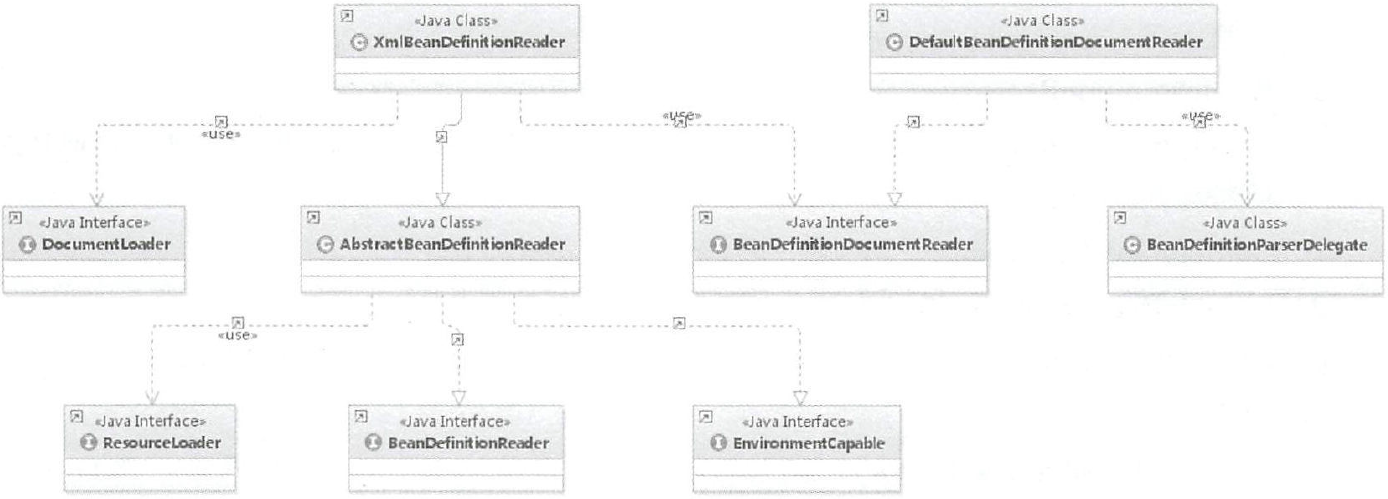 «Java Class»
XmlBeanDefinitionReader
«Java Class»
DefaultBeanDefinitionDocumentReader
«use»
«use»
«use»
«Java Interface»
DocumentLoader
«Java Class»
AbstractBeanDefinitionReader
«Java Interface»
BeanDefinitionDocumentReader
«Java Class»
BeanDefinitionParserDelegate
«use»
«Java Interface»
ResourceLoader
«Java Interface»
BeanDefinitionReader
«Java Interface»
EnvironmentCapable